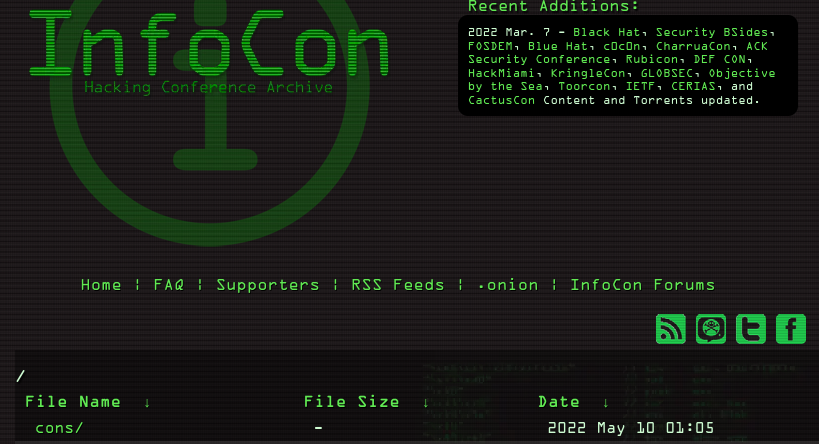 InfoCon
Hacking Conference Archive
Recent Additions:
2022 Mar. 7 - Black Hat, Security BSides,
FOSDEM, Blue Hat, c0c0n, CharruaCon, ACK
Security Conference, Rubicon, DEF CON,
HackMiami, KringleCon, GLOBSEC, Objective
by the Sea, Toorcon, IETF, CERIAS, and
CactusCon Content and Torrents updated.
Home ¦ FAQ ¦ Supporters ¦ RSS Feeds ¦ .onion ¦ InfoCon Forums
/
File Name ↓ File Size ↓ Date ↓
cons/ - 2022 May 10 01:05